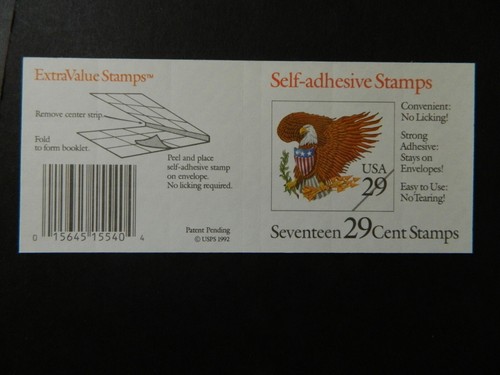 ExtraValue Stamps™
Remove center strip.
Fold
to form booklet.
Peel and place
self-adhesive stamp
on envelope.
No licking required.
0 15645 15540 4
Patent Pending
© USPS 1992
Self-adhesive Stamps
Convenient:
No Licking!
Strong
Adhesive:
Stays on
Envelopes!
Easy to Use:
No Tearing!
USA
29
Seventeen 29 Cent Stamps